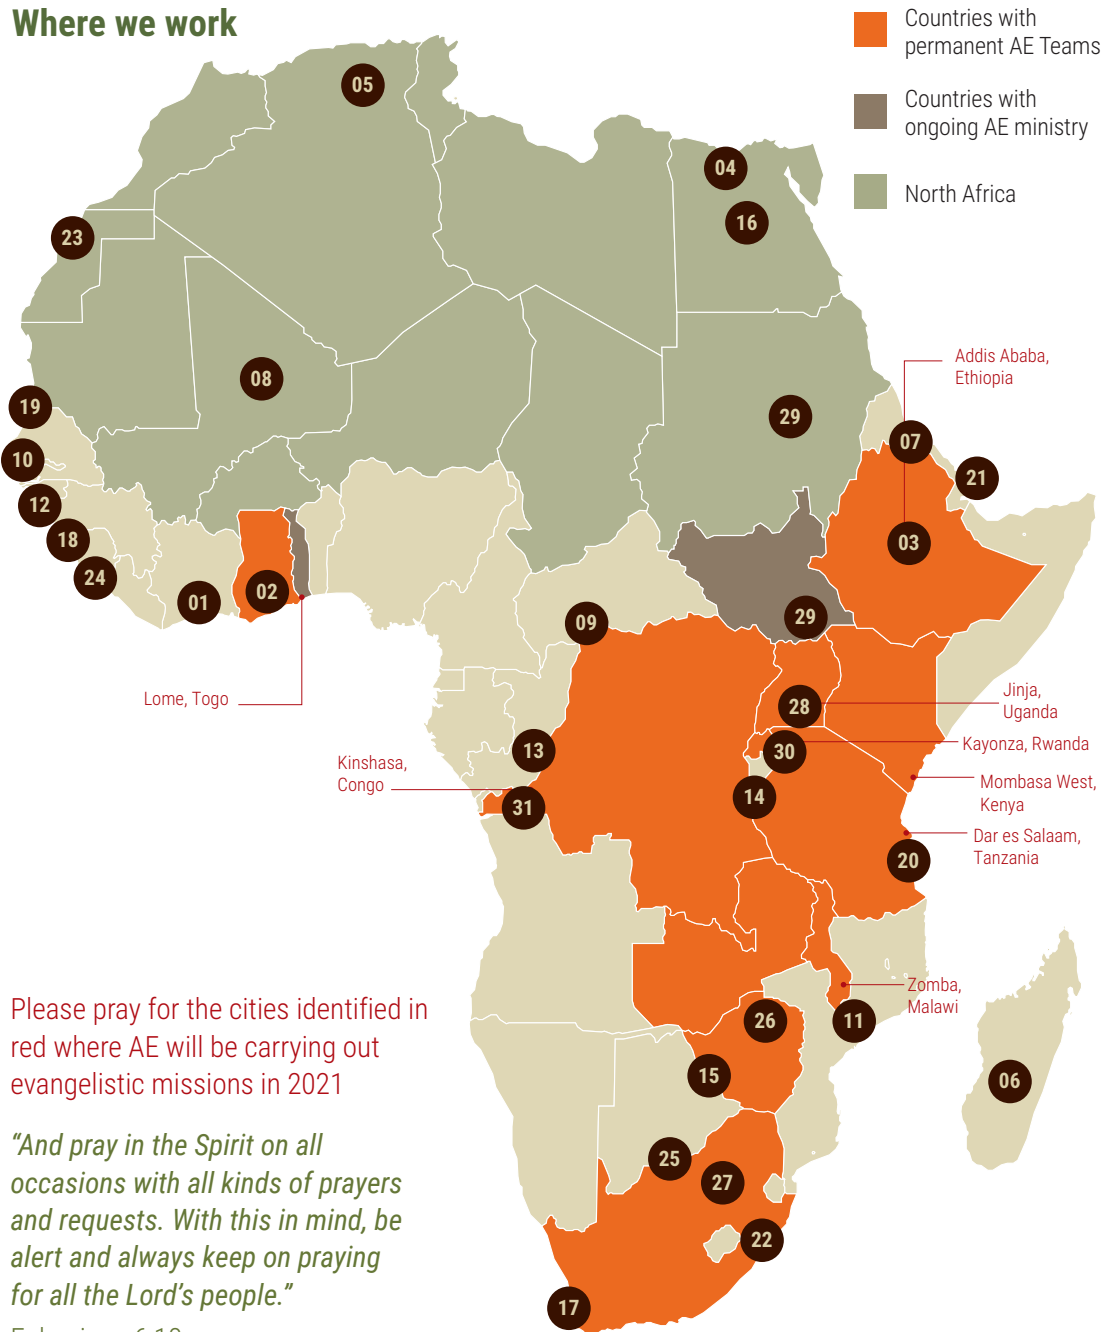 Where we work
Countries with
permanent AE Teams
Countries with
ongoing AE ministry
North Africa
05
04
16
23
08
19
29
Addis Ababa,
Ethiopia
07
10
21
12
18
03
24
02
01
29
09
Lome, Togo
28
Jinja,
Uganda
13
30
Kayonza, Rwanda
Kinshasa,
Congo
14
31
Mombasa West,
Kenya
Dar es Salaam,
Tanzania
20
Zomba,
Malawi
26
11
15
06
25
27
22
17
Please pray for the cities identified in
red where AE will be carrying out
evangelistic missions in 2021
“And pray in the Spirit on all
occasions with all kinds of prayers
and requests. With this in mind, be
alert and always keep on praying
for all the Lord’s people.”